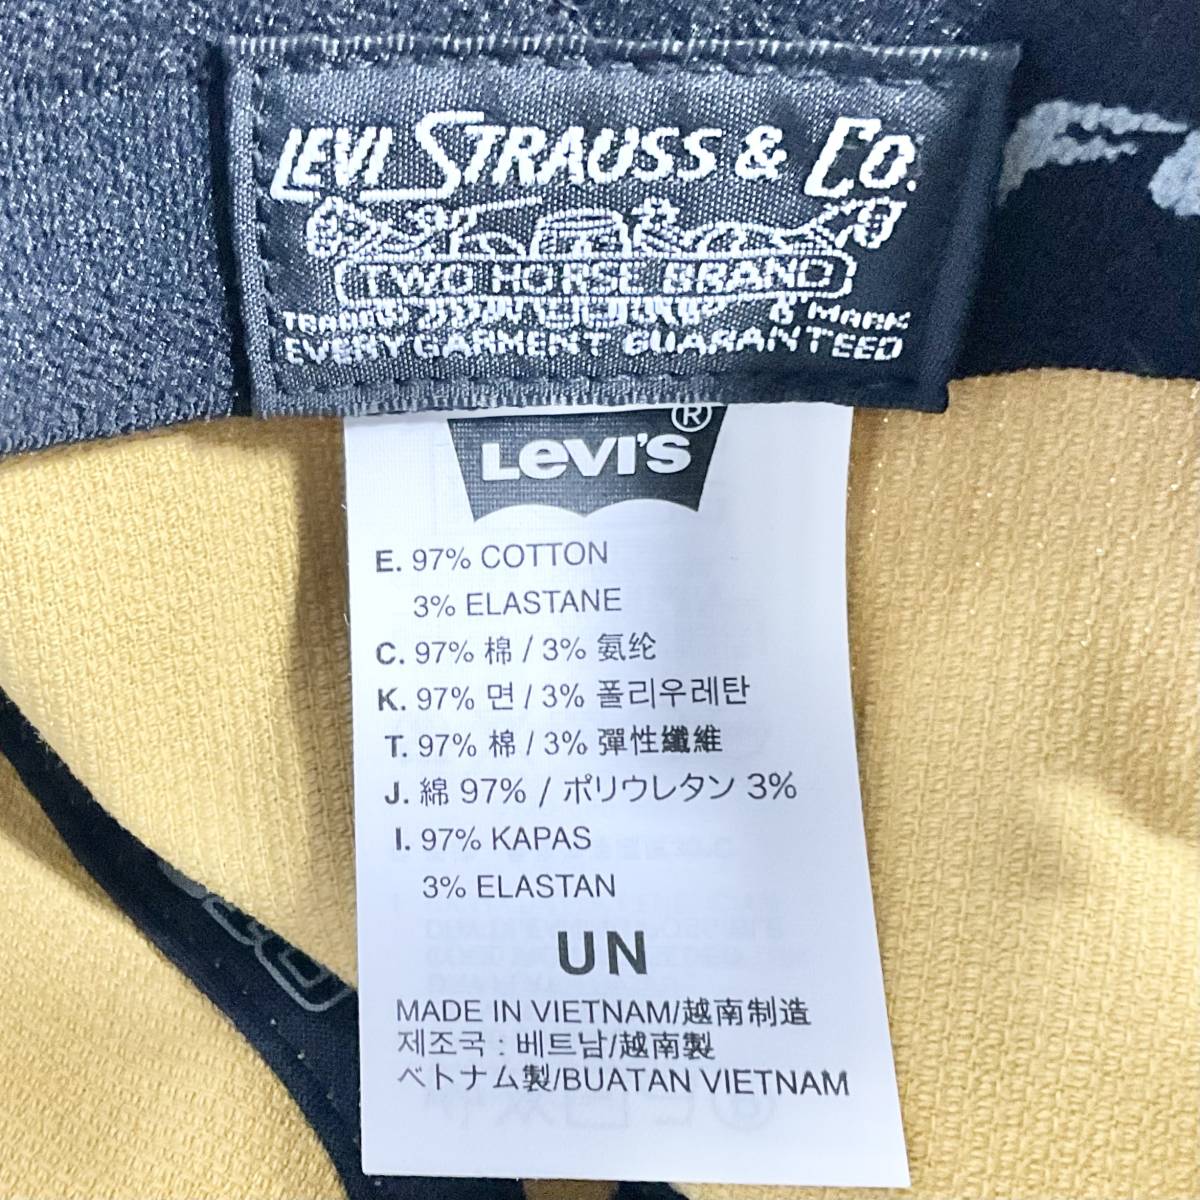 LEVI STRAUSS & CO.
TWO HORSE BRAND
MARK
EVERY GARMENT GUARANTEED
LEVI'S ®
E. 97% COTTON
3% ELASTANE
C. 97% 棉 / 3% 氨纶
K. 97% 면 / 3% 폴리우레탄
T. 97% 棉 / 3% 彈性纖維
J. 綿 97% / ポリウレタン 3%
I. 97% KAPAS
3% ELASTAN
UN
MADE IN VIETNAM/越南制造
제조국 : 베트남/越南製
ベトナム製/BUATAN VIETNAM